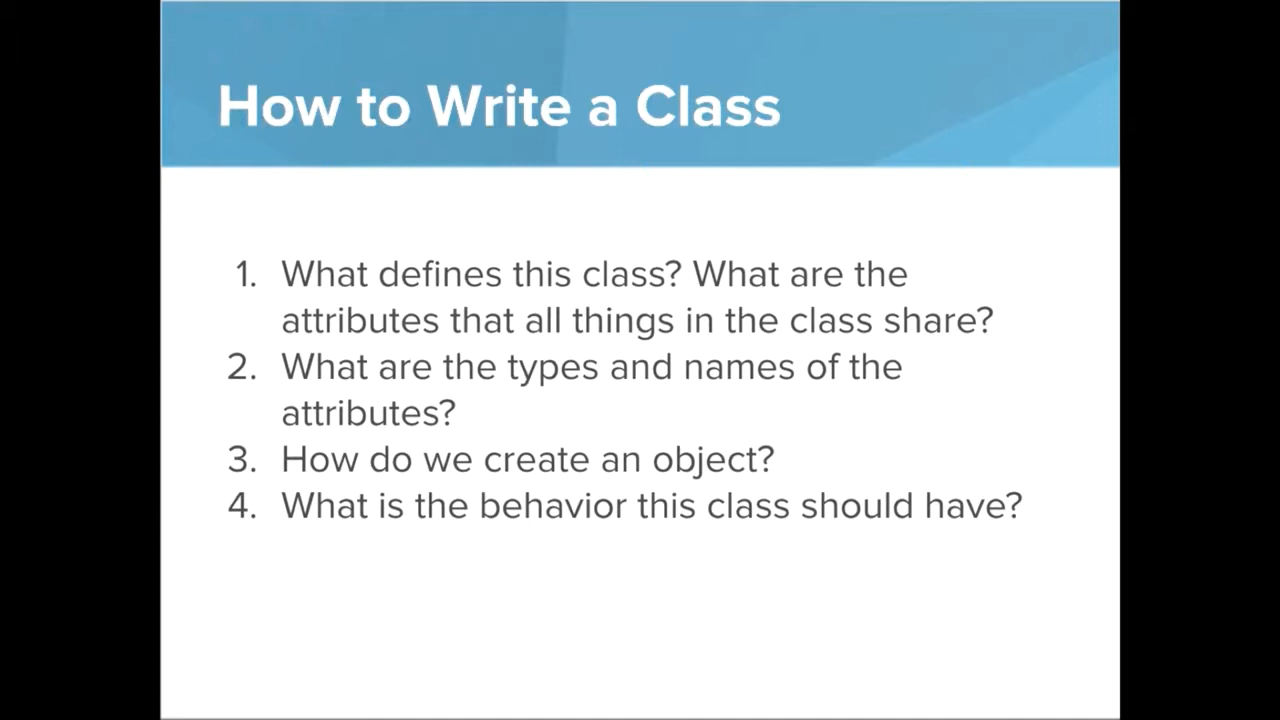 How to Write a Class
1. What defines this class? What are the
attributes that all things in the class share?
2. What are the types and names of the
attributes?
3. How do we create an object?
4. What is the behavior this class should have?